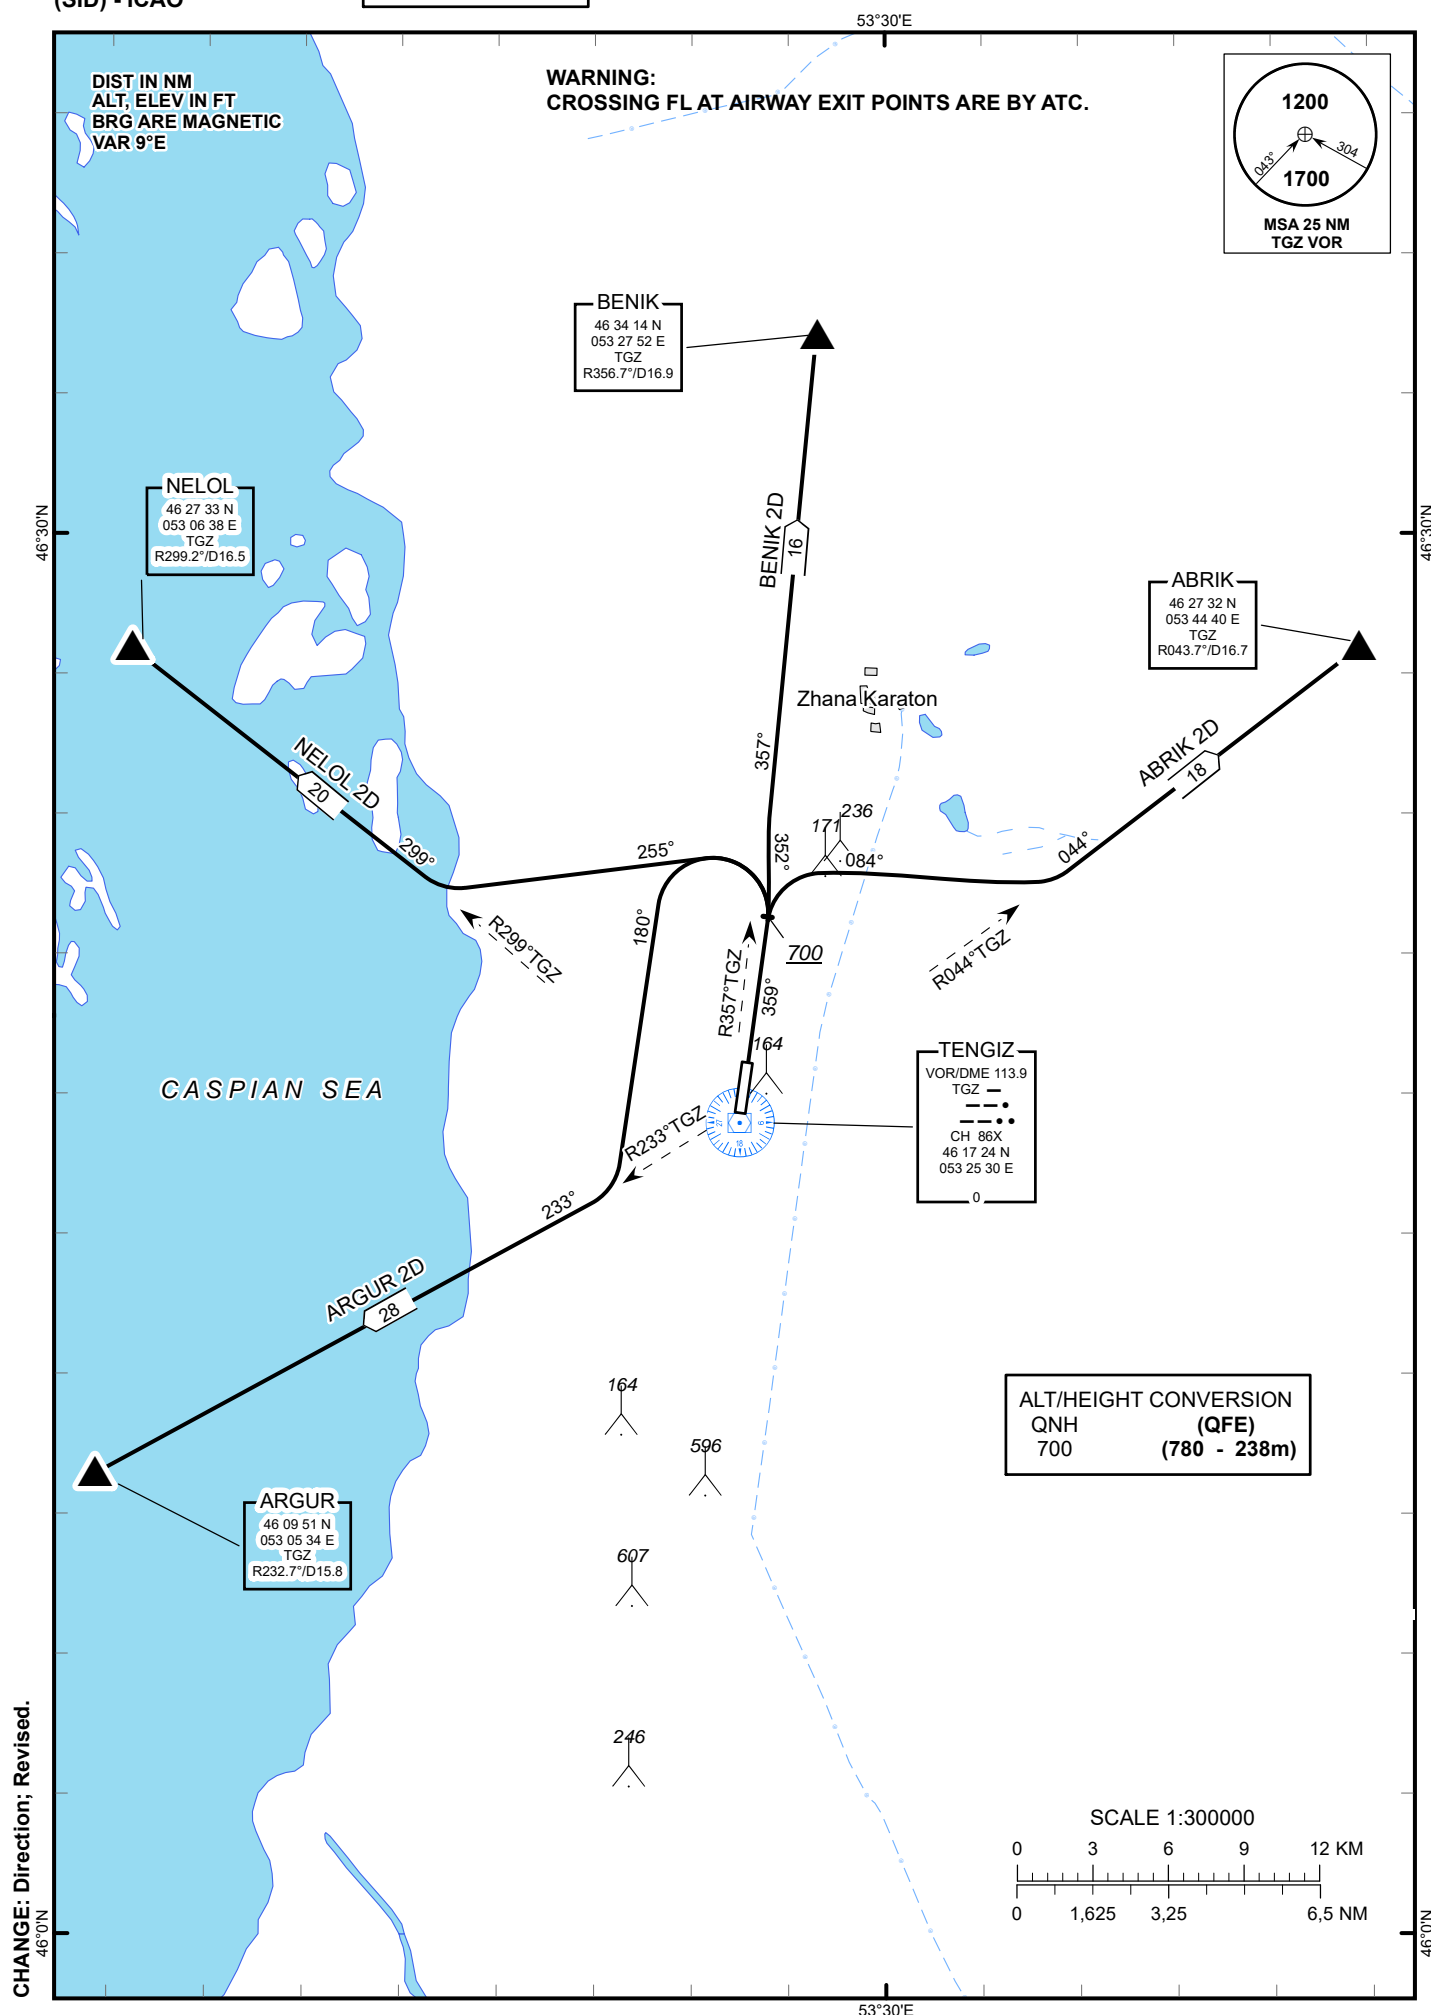 (SID) - ICAO
53°30'E
DIST IN NM
ALT, ELEV IN FT
BRG ARE MAGNETIC
VAR 9°E
WARNING:
CROSSING FL AT AIRWAY EXIT POINTS ARE BY ATC.
1200
043°
304
1700
MSA 25 NM
TGZ VOR
BENIK
46 34 14 N
053 27 52 E
TGZ
R356.7°/D16.9
NELOL
46 27 33 N
053 06 38 E
TGZ
R299.2°/D16.5
46°30'N
46°30'N
BENIK 2D
16
ABRIK
46 27 32 N
053 44 40 E
TGZ
R043.7°/D16.7
Zhana Karaton
357°
NELOL 2D
20
ABRIK 2D
18
299°
255°
352°
171
236
084°
044°
180°
R299°TGZ
R357°TGZ
359°
700
R044°TGZ
164
CASPIAN SEA
TENGIZ
VOR/DME 113.9
TGZ
CH 86X
46 17 24 N
053 25 30 E
0
27
9
18
R233°TGZ
233°
ARGUR 2D
28
164
596
607
246
ALT/HEIGHT CONVERSION
QNH (QFE)
700 (780 - 238m)
ARGUR
46 09 51 N
053 05 34 E
TGZ
R232.7°/D15.8
CHANGE: Direction; Revised.
46°0'N
46°0'N
SCALE 1:300000
0 3 6 9 12 KM
0 1,625 3,25 6,5 NM
53°30'E